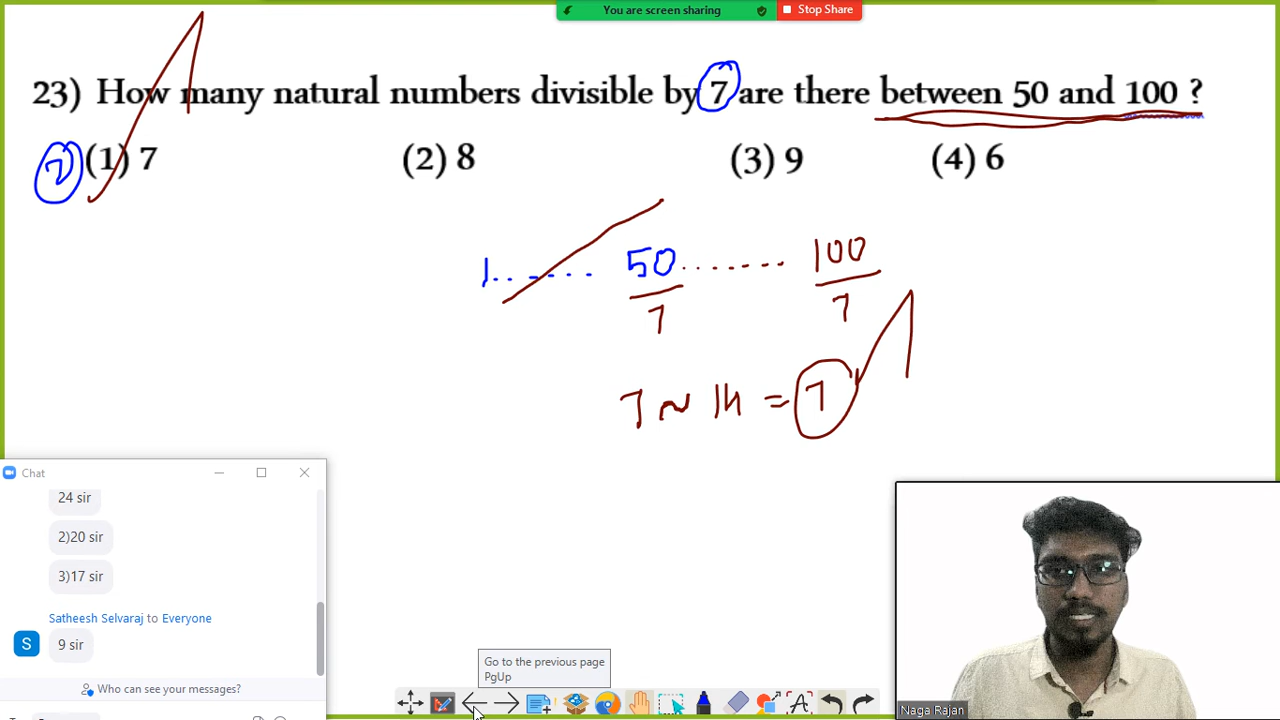 You are screen sharing Stop Share
23) How many natural numbers divisible by 7 are there between 50 and 100 ?
7 (1) 7 (2) 8 (3) 9 (4) 6
1....... 50........ 100
7 7
7 ~ 14 = 7
Chat
24 sir
2)20 sir
3)17 sir
Satheesh Selvaraj to Everyone
S 9 sir
Who can see your messages?
Go to the previous page
PgUp
Naga Rajan